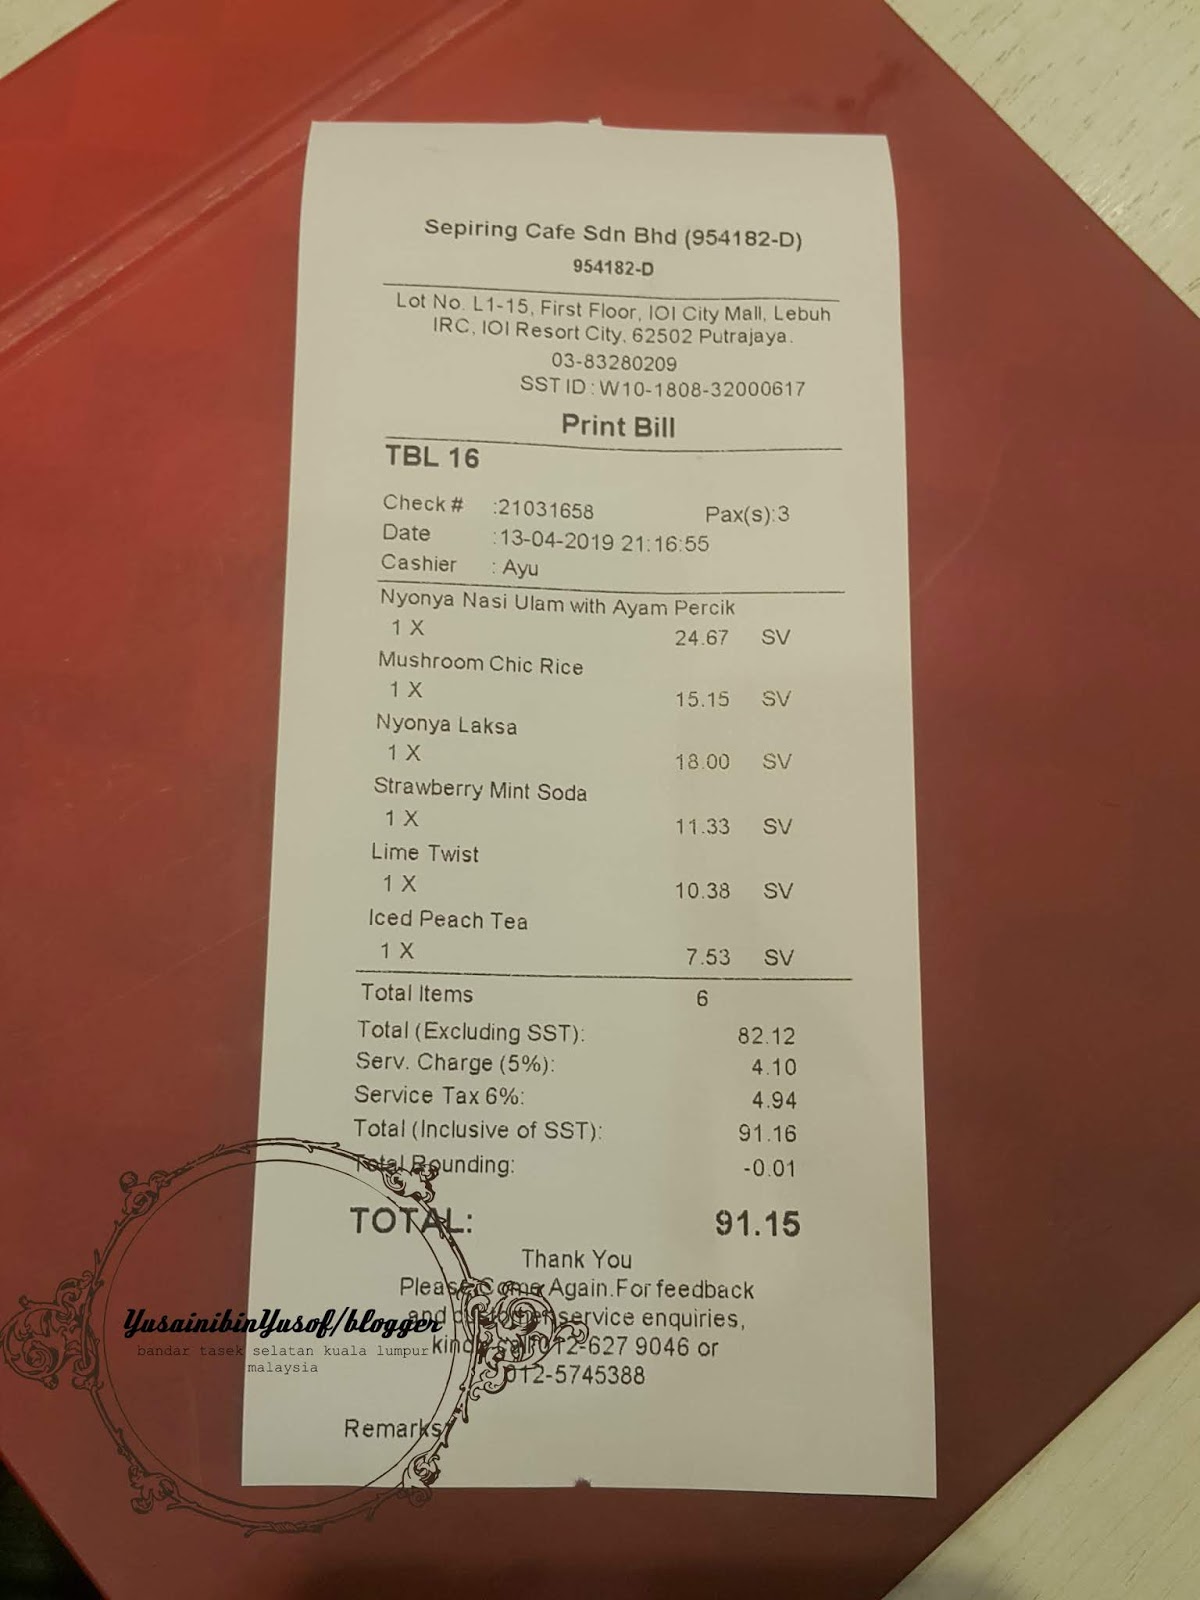 Sepiring Cafe Sdn Bhd (954182-D)
954182-D
Lot No. L1-15, First Floor, IOI City Mall, Lebuh
IRC, IOI Resort City, 62502 Putrajaya.
03-83280209
SST ID : W10-1808-32000617
Print Bill
TBL 16
Check # :21031658 Pax(s):3
Date :13-04-2019 21:16:55
Cashier : Ayu
Nyonya Nasi Ulam with Ayam Percik
1 X 24.67 SV
Mushroom Chic Rice
1 X 15.15 SV
Nyonya Laksa
1 X 18.00 SV
Strawberry Mint Soda
1 X 11.33 SV
Lime Twist
1 X 10.38 SV
Iced Peach Tea
1 X 7.53 SV
Total Items 6
Total (Excluding SST): 82.12
Serv. Charge (5%): 4.10
Service Tax 6%: 4.94
Total (Inclusive of SST): 91.16
Total Rounding: -0.01
TOTAL: 91.15
Thank You
Please Come Again.For feedback
and customer service enquiries,
call 012-627 9046 or
012-5745388
Remarks
YusainibinYusof/blogger
bandar tasek selatan kuala lumpur
malaysia